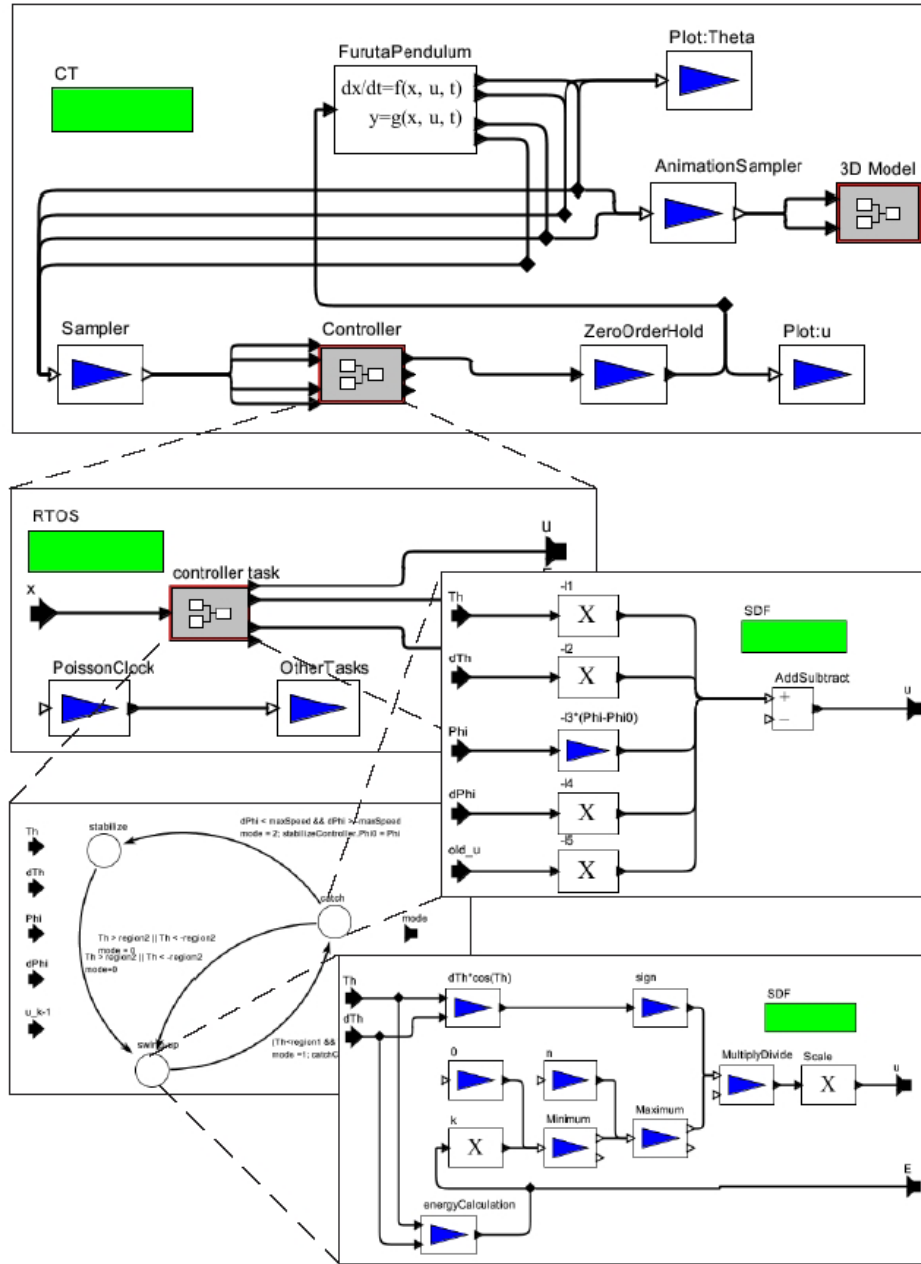 CT
FurutaPendulum
dx/dt=f(x, u, t)
y=g(x, u, t)
Plot:Theta
AnimationSampler
3D Model
Sampler
Controller
ZeroOrderHold
Plot:u
RTOS
u
x
controller task
PoissonClock
OtherTasks
Th
-l1
X
SDF
dTh
-l2
X
AddSubtract
+
−
u
Phi
-l3*(Phi-Phi0)
dPhi
-l4
X
old_u
-l5
X
Th
dTh
Phi
dPhi
u_k-1
stabilize
dPhi < maxSpeed && dPhi > -maxSpeed
mode = 2; stabilizeController.Phi0 = Phi
catch
mode
Th > region2 || Th < -region2
mode = 0
Th > region2 || Th < -region2
mode=0
(Th<region1 &&
mode =1;
Th
dTh
dTh*cos(Th)
sign
SDF
0
n
MultiplyDivide
Scale
X
u
k
X
Minimum
Maximum
E
energyCalculation